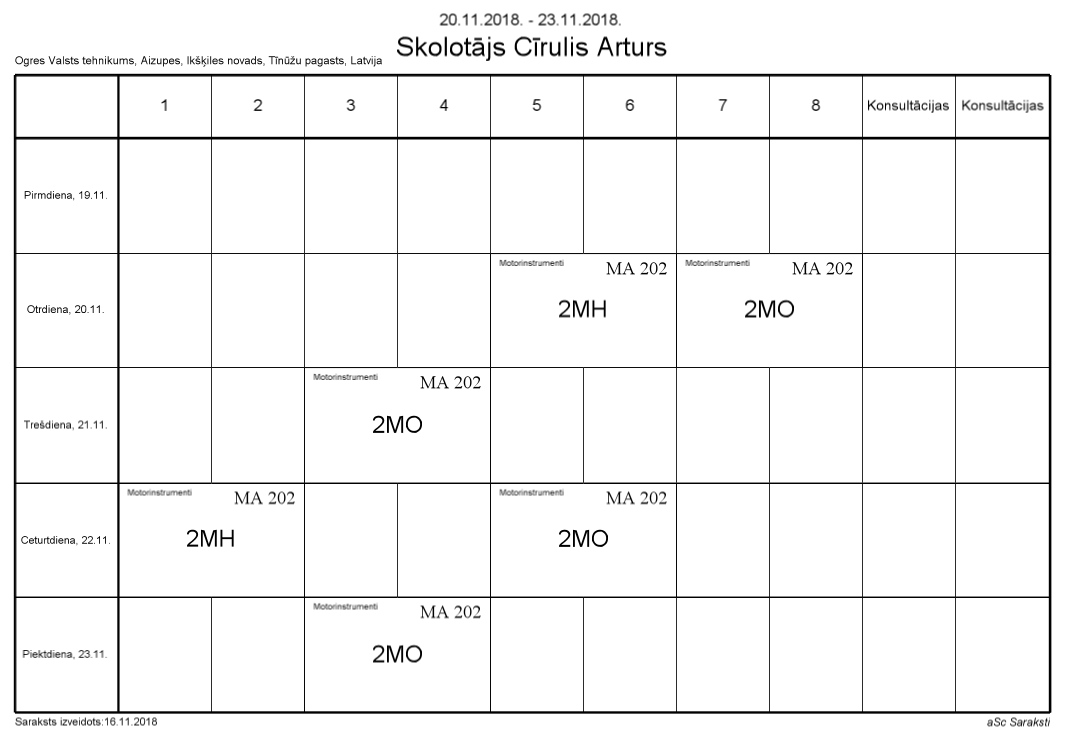 20.11.2018. - 23.11.2018.
Skolotājs Cīrulis Arturs
Ogres Valsts tehnikums, Aizupes, Ikšķiles novads, Tīnūžu pagasts, Latvija
1 2 3 4 5 6 7 8 Konsultācijas Konsultācijas
Pirmdiena, 19.11.
Motorinstrumenti MA 202 Motorinstrumenti MA 202
Otrdiena, 20.11. 2MH 2MO
Motorinstrumenti MA 202
Trešdiena, 21.11. 2MO
Motorinstrumenti MA 202 Motorinstrumenti MA 202
Ceturtdiena, 22.11. 2MH 2MO
Motorinstrumenti MA 202
Piektdiena, 23.11. 2MO
Saraksts izveidots:16.11.2018 aSc Saraksti